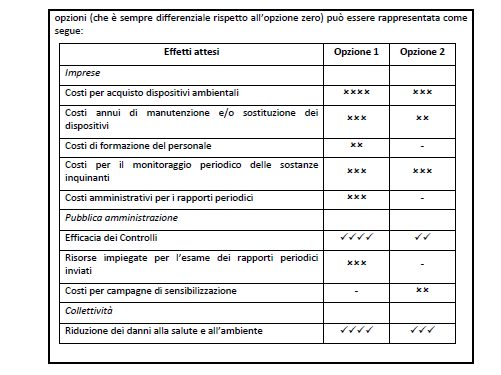 opzioni (che è sempre differenziale rispetto all'opzione zero) può essere rappresentata come
segue:
Effetti attesi Opzione 1 Opzione 2
Imprese
Costi per acquisto dispositivi ambientali ×××× ×××
Costi annui di manutenzione e/o sostituzione dei
dispositivi ××× ××
Costi di formazione del personale ×× -
Costi per il monitoraggio periodico delle sostanze
inquinanti ××× ×××
Costi amministrativi per i rapporti periodici ××× -
Pubblica amministrazione
Efficacia dei Controlli ✓✓✓✓ ✓✓
Risorse impiegate per l'esame dei rapporti periodici
inviati ××× -
Costi per campagne di sensibilizzazione - ××
Collettività
Riduzione dei danni alla salute e all'ambiente ✓✓✓✓ ✓✓✓